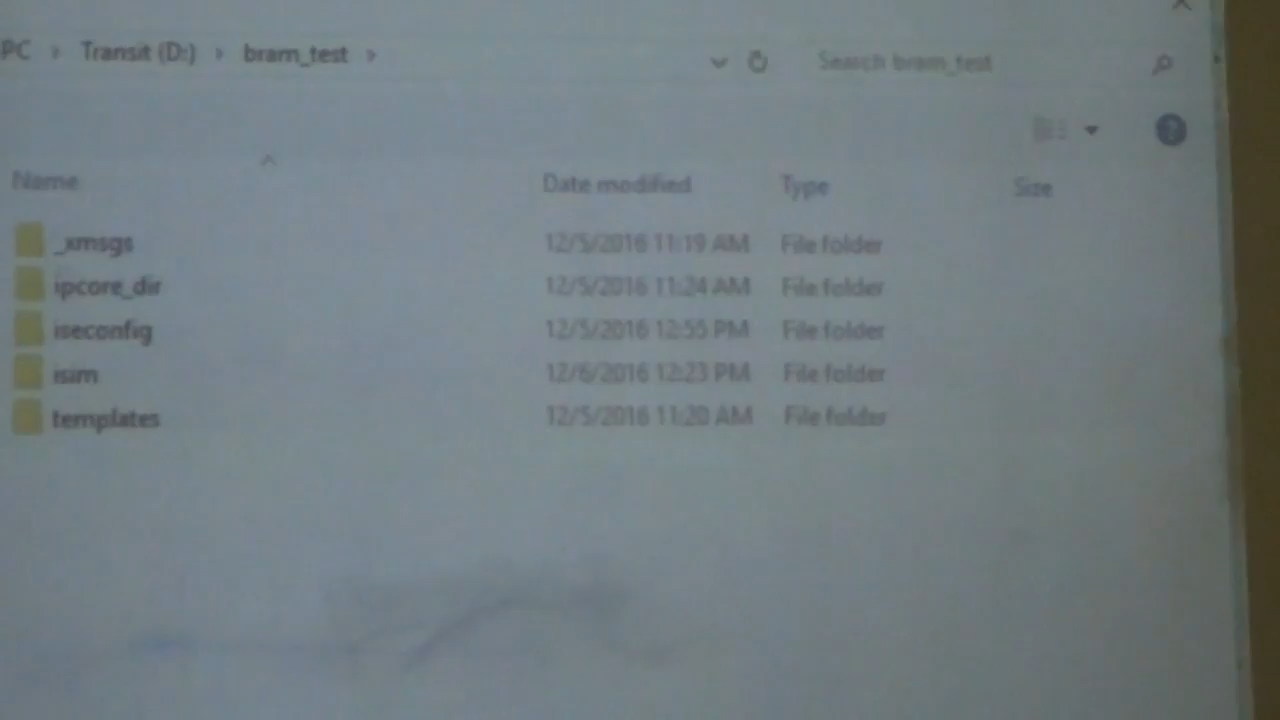 PC > Transit (D:) > bram_test > Search bram_test
Name Date modified Type Size
_xmsgs 12/5/2016 11:19 AM File folder
ipcore_dir 12/5/2016 11:24 AM File folder
iseconfig 12/5/2016 12:55 PM File folder
isim 12/6/2016 12:23 PM File folder
templates 12/5/2016 11:20 AM File folder